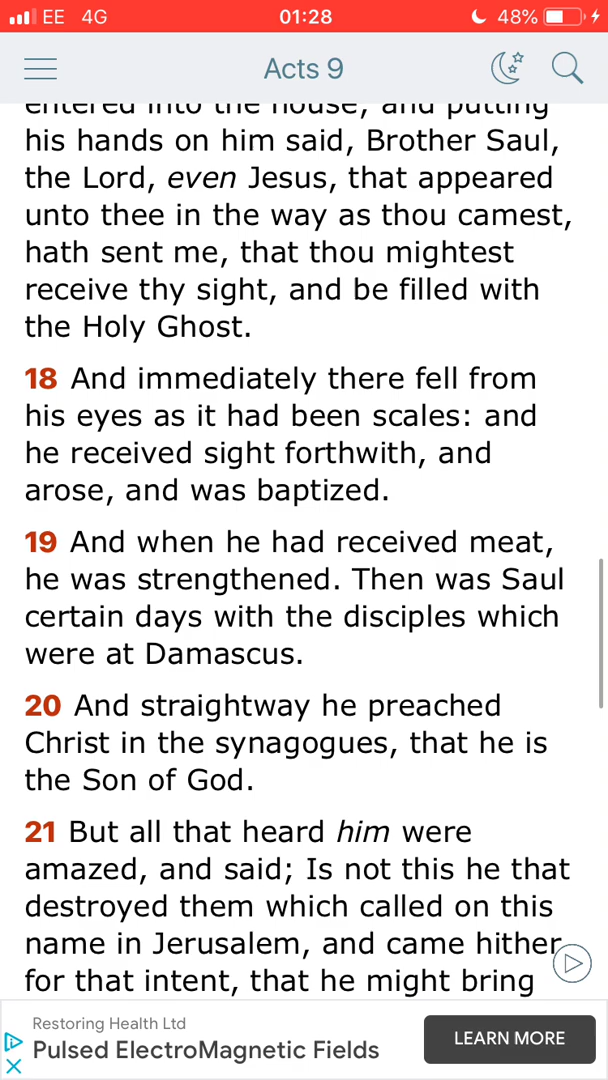 EE 4G 01:28 48%
Acts 9
entered into the house; and putting
his hands on him said, Brother Saul,
the Lord, even Jesus, that appeared
unto thee in the way as thou camest,
hath sent me, that thou mightest
receive thy sight, and be filled with
the Holy Ghost.
18 And immediately there fell from
his eyes as it had been scales: and
he received sight forthwith, and
arose, and was baptized.
19 And when he had received meat,
he was strengthened. Then was Saul
certain days with the disciples which
were at Damascus.
20 And straightway he preached
Christ in the synagogues, that he is
the Son of God.
21 But all that heard him were
amazed, and said; Is not this he that
destroyed them which called on this
name in Jerusalem, and came hither
for that intent, that he might bring
Restoring Health Ltd
Pulsed ElectroMagnetic Fields
LEARN MORE